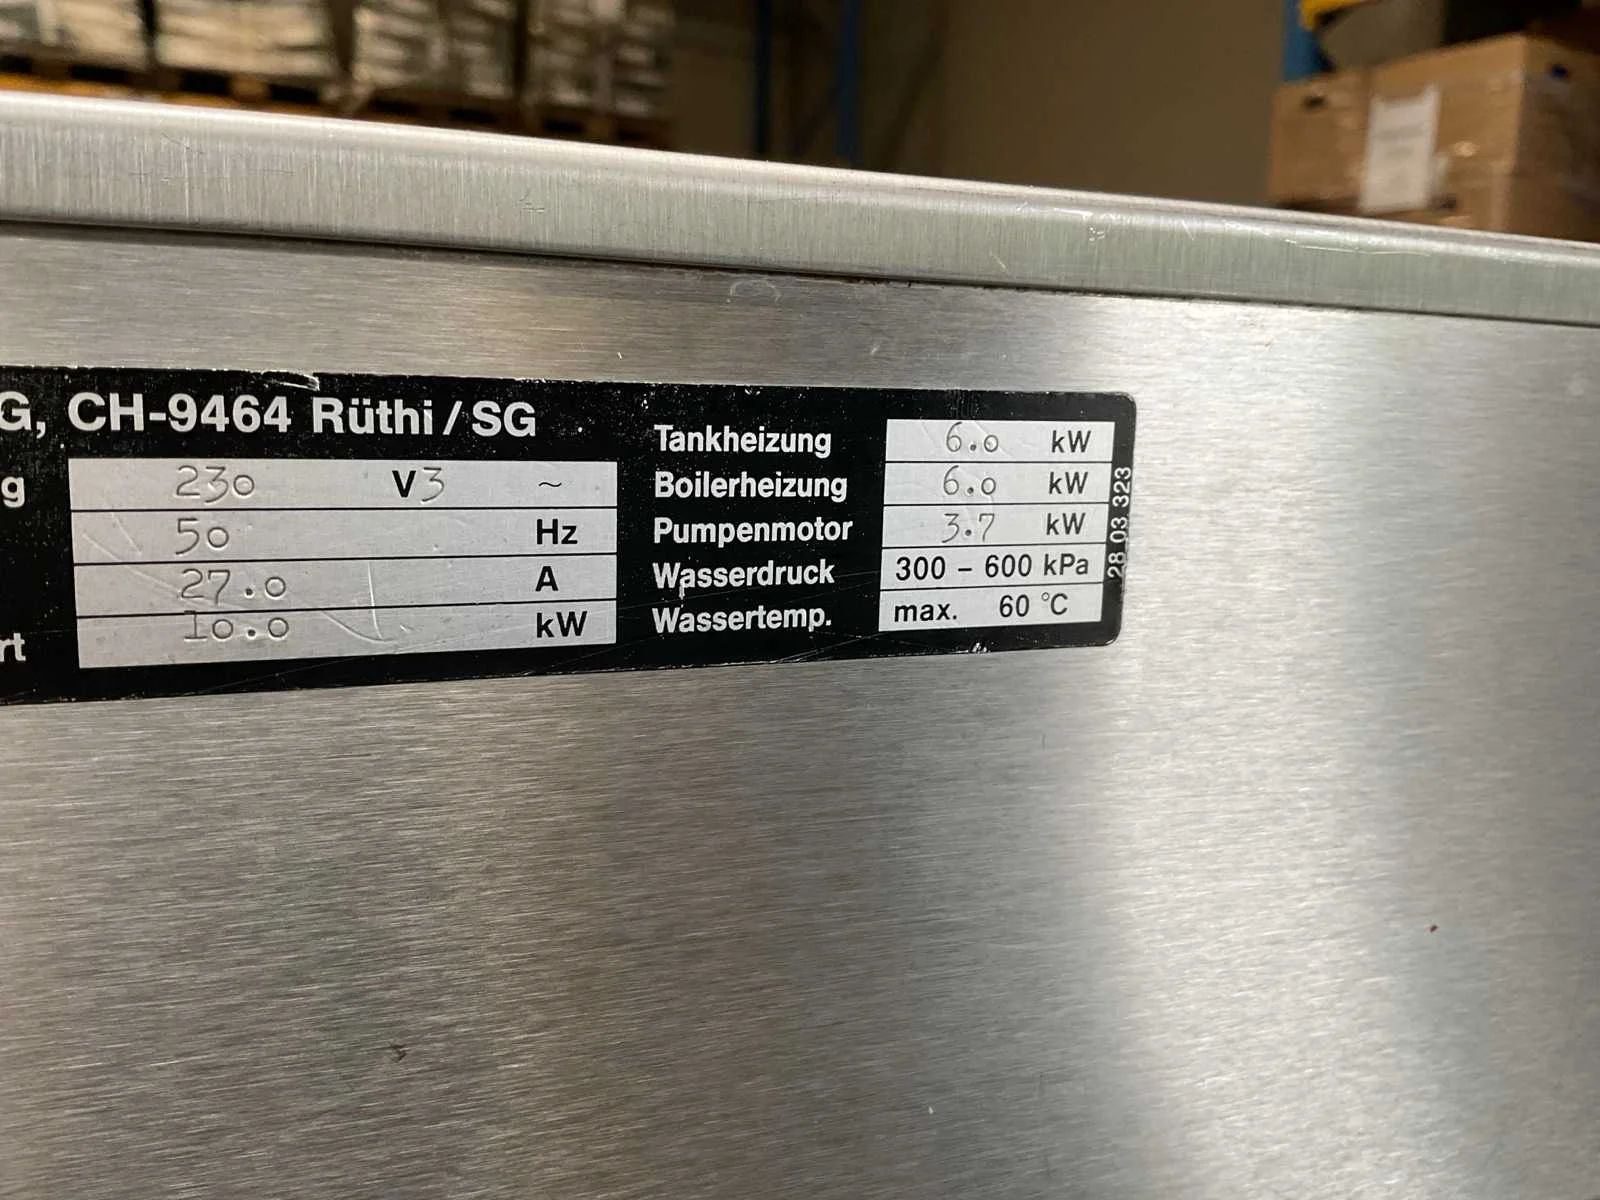 G, CH-9464 Rüthi / SG
g 230 V 3 ~
50 Hz
27.0 A
rt 10.0 kW
Tankheizung 6.0 kW
Boilerheizung 6.0 kW
Pumpenmotor 3.7 kW
Wasserdruck 300 – 600 kPa
Wassertemp. max. 60 °C
28 03 323